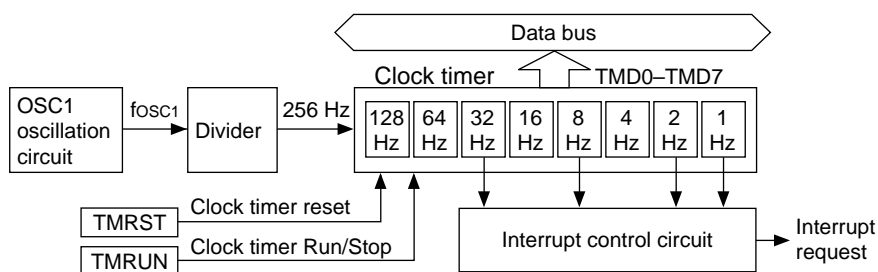 Data bus
Clock timer
TMD0–TMD7
OSC1
oscillation
circuit
fOSC1
Divider
256 Hz
128
Hz
64
Hz
32
Hz
16
Hz
8
Hz
4
Hz
2
Hz
1
Hz
TMRST
Clock timer reset
TMRUN
Clock timer Run/Stop
Interrupt control circuit
Interrupt
request